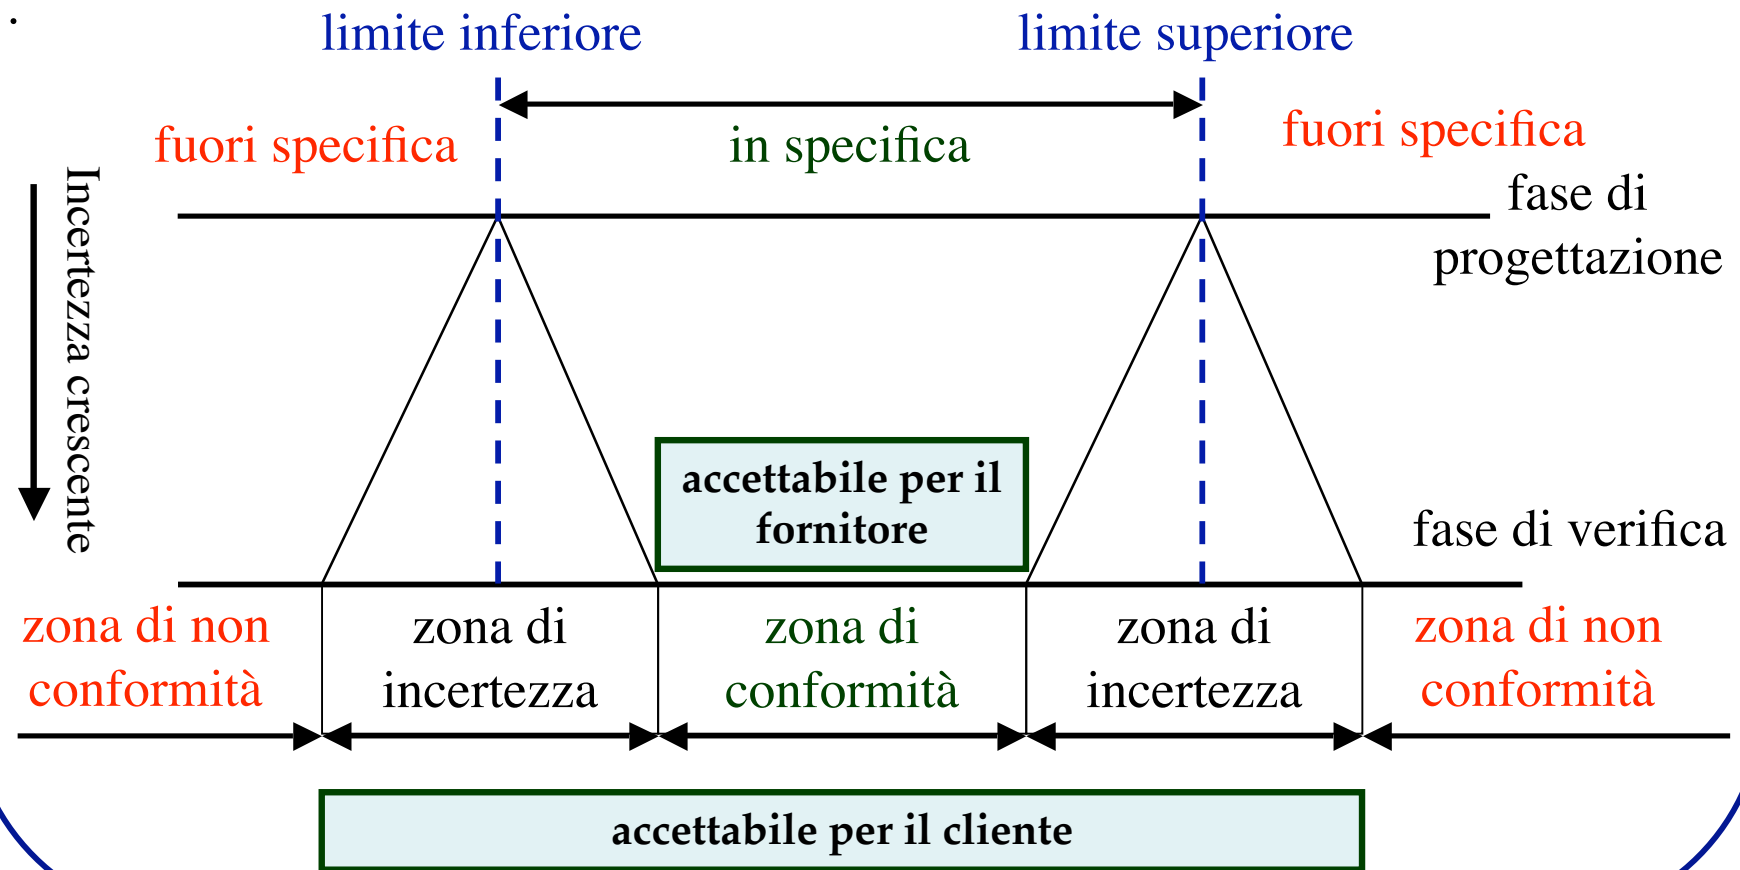 .
limite inferiore
limite superiore
fuori specifica
in specifica
fuori specifica
fase di
progettazione
Incertezza crescente
accettabile per il
fornitore
fase di verifica
zona di non
conformità
zona di
incertezza
zona di
conformità
zona di
incertezza
zona di non
conformità
accettabile per il cliente